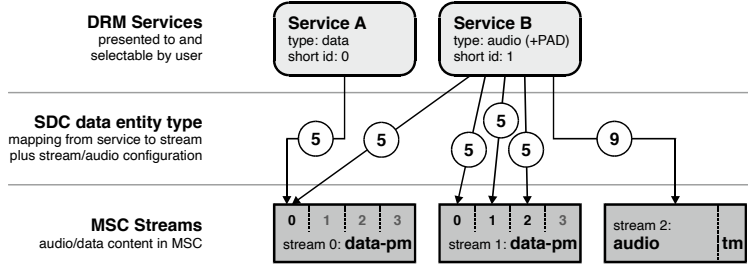 DRM Services
presented to and
selectable by user
Service A
type: data
short id: 0
Service B
type: audio (+PAD)
short id: 1
SDC data entity type
mapping from service to stream
plus stream/audio configuration
5
5
5
5
5
9
MSC Streams
audio/data content in MSC
0 1 2 3
stream 0: data-pm
0 1 2 3
stream 1: data-pm
stream 2:
audio
tm